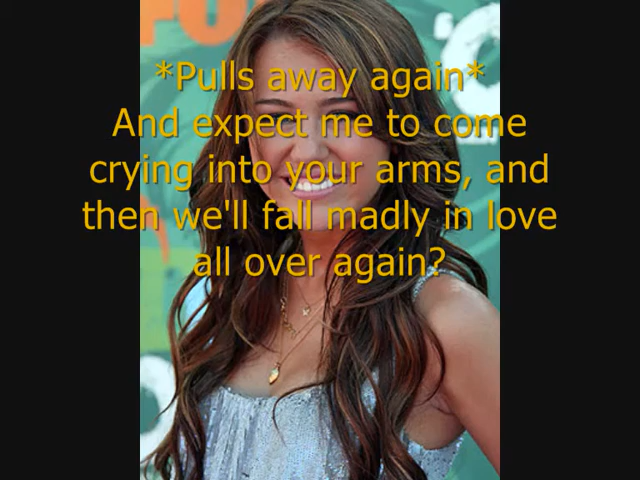 FOX
*Pulls away again*
And expect me to come
crying into your arms, and
then we'll fall madly in love
all over again?